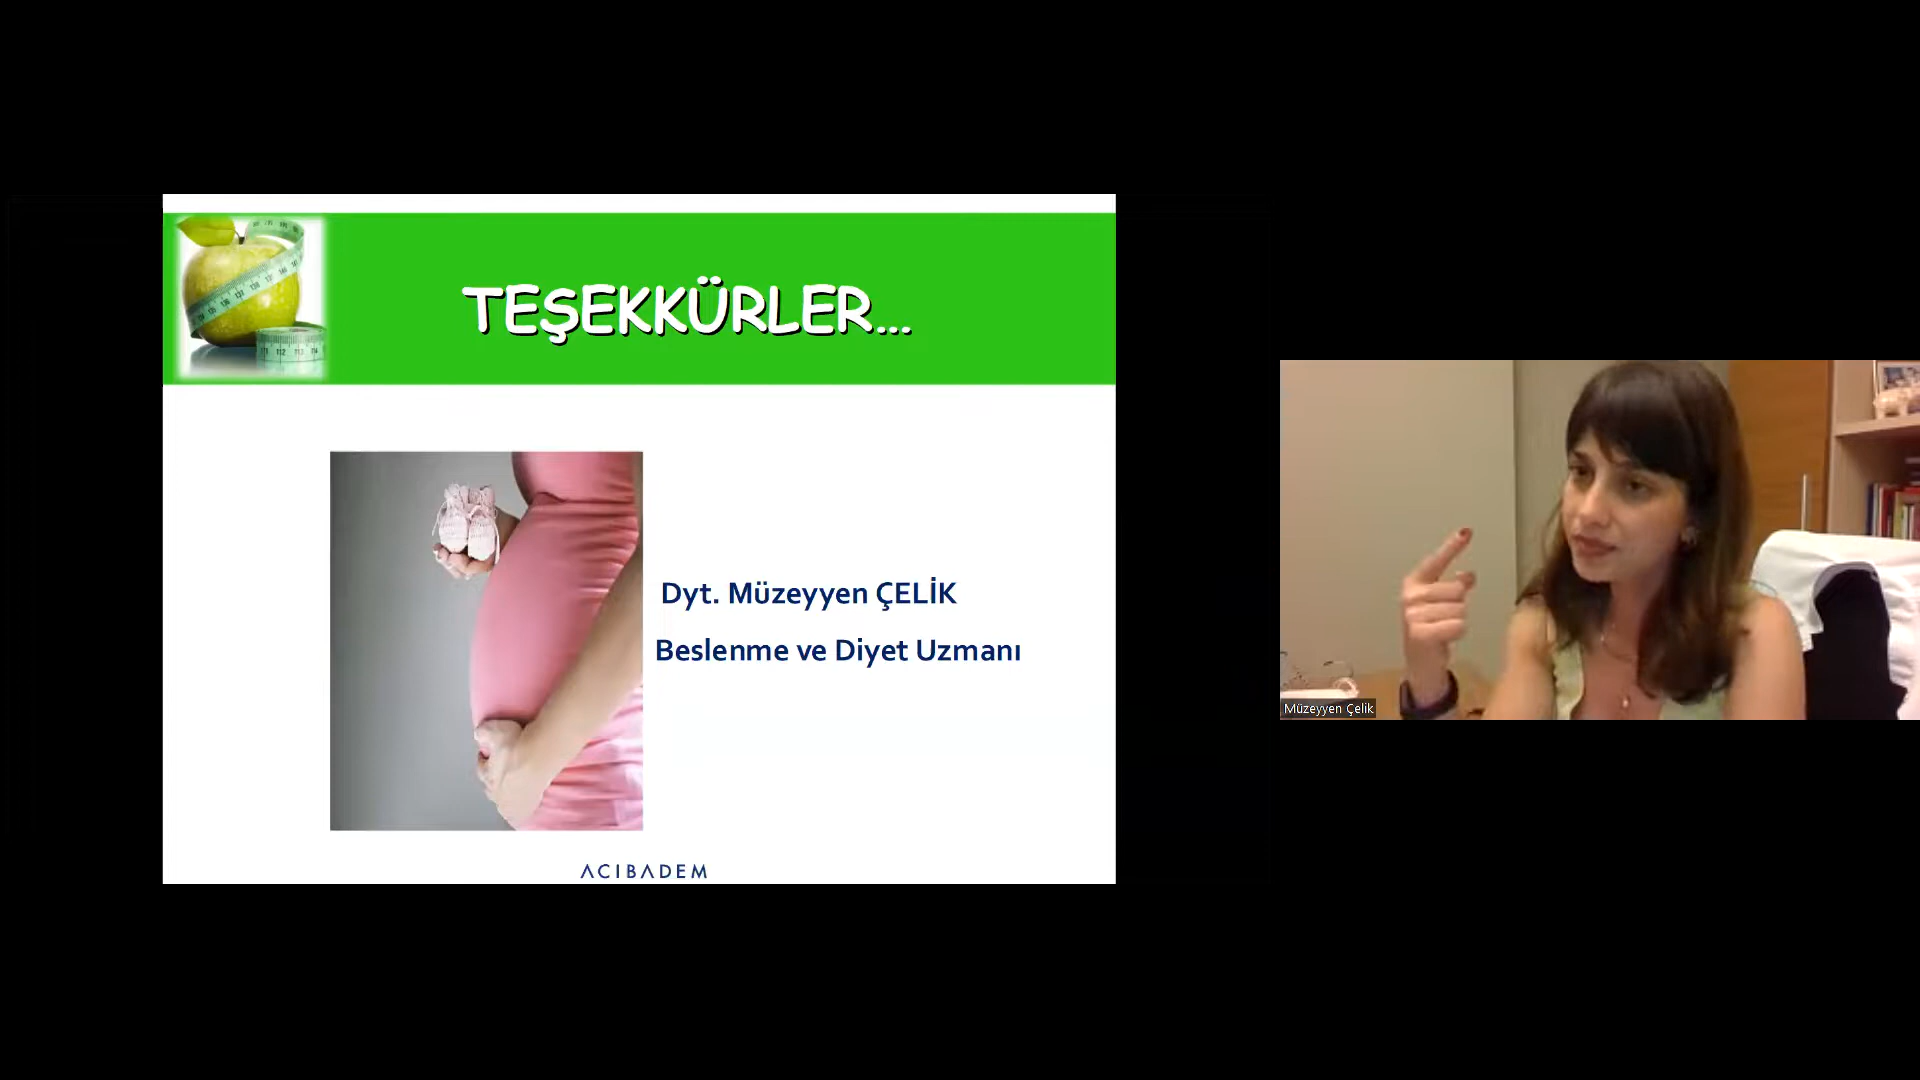 TEŞEKKÜRLER...
Dyt. Müzeyyen ÇELİK
Beslenme ve Diyet Uzmanı
ACIBADEM
Müzeyyen Çelik